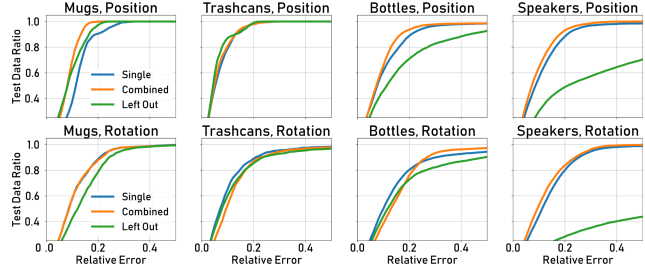 Mugs, Position
Trashcans, Position
Bottles, Position
Speakers, Position
Test Data Ratio
1.0
0.8
0.6
0.4
Single
Combined
Left Out
Mugs, Rotation
Trashcans, Rotation
Bottles, Rotation
Speakers, Rotation
Test Data Ratio
1.0
0.8
0.6
0.4
Single
Combined
Left Out
0.0 0.2 0.4
0.0 0.2 0.4
0.0 0.2 0.4
0.0 0.2 0.4
Relative Error
Relative Error
Relative Error
Relative Error